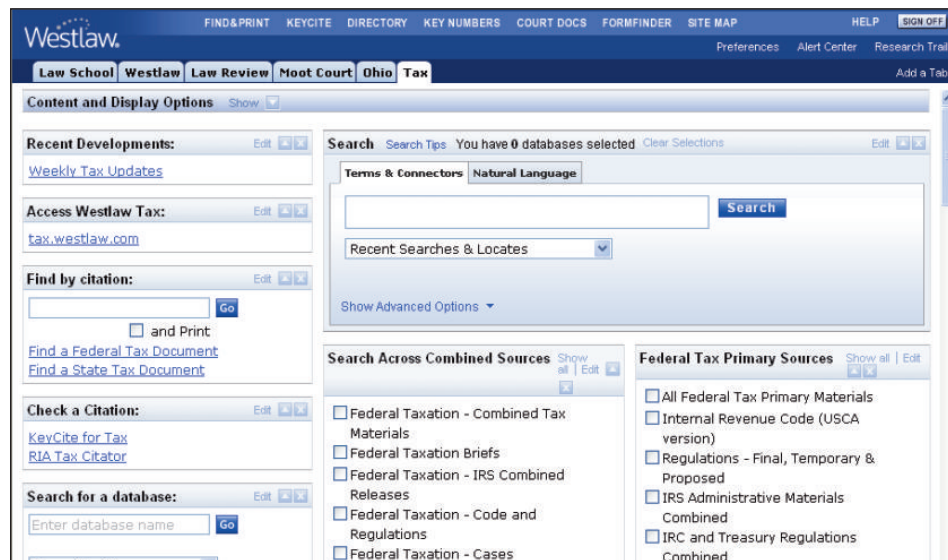 FIND&PRINT KEYCITE DIRECTORY KEY NUMBERS COURT DOCS FORMFINDER SITE MAP HELP SIGN OFF
Westlaw.
Preferences Alert Center Research Trail
Law School Westlaw Law Review Moot Court Ohio Tax Add a Tab
Content and Display Options Show
Recent Developments: Edit
Weekly Tax Updates
Access Westlaw Tax: Edit
tax.westlaw.com
Find by citation: Edit
Go
and Print
Find a Federal Tax Document
Find a State Tax Document
Check a Citation: Edit
KeyCite for Tax
RIA Tax Citator
Search for a database: Edit
Enter database name Go
Search Search Tips You have 0 databases selected Clear Selections Edit
Terms & Connectors Natural Language
Search
Recent Searches & Locates
Show Advanced Options
Search Across Combined Sources Show
all | Edit
Federal Taxation - Combined Tax
Materials
Federal Taxation Briefs
Federal Taxation - IRS Combined
Releases
Federal Taxation - Code and
Regulations
Federal Taxation - Cases
Federal Tax Primary Sources Show all | Edit
All Federal Tax Primary Materials
Internal Revenue Code (USCA
version)
Regulations - Final, Temporary &
Proposed
IRS Administrative Materials
Combined
IRC and Treasury Regulations
Combined